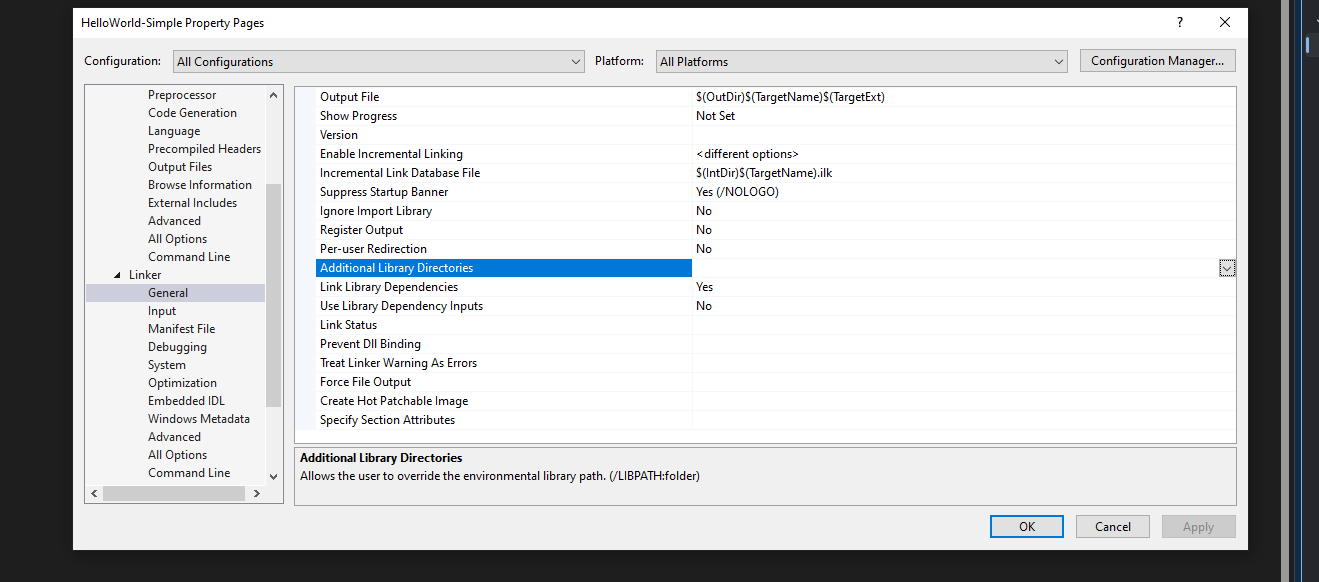 HelloWorld-Simple Property Pages
?
Configuration: All Configurations Platform: All Platforms Configuration Manager...
Preprocessor
Code Generation
Language
Precompiled Headers
Output Files
Browse Information
External Includes
Advanced
All Options
Command Line
Linker
General
Input
Manifest File
Debugging
System
Optimization
Embedded IDL
Windows Metadata
Advanced
All Options
Command Line
Output File $(OutDir)$(TargetName)$(TargetExt)
Show Progress Not Set
Version
Enable Incremental Linking <different options>
Incremental Link Database File $(IntDir)$(TargetName).ilk
Suppress Startup Banner Yes (/NOLOGO)
Ignore Import Library No
Register Output No
Per-user Redirection No
Additional Library Directories
Link Library Dependencies Yes
Use Library Dependency Inputs No
Link Status
Prevent Dll Binding
Treat Linker Warning As Errors
Force File Output
Create Hot Patchable Image
Specify Section Attributes
Additional Library Directories
Allows the user to override the environmental library path. (/LIBPATH:folder)
OK Cancel Apply